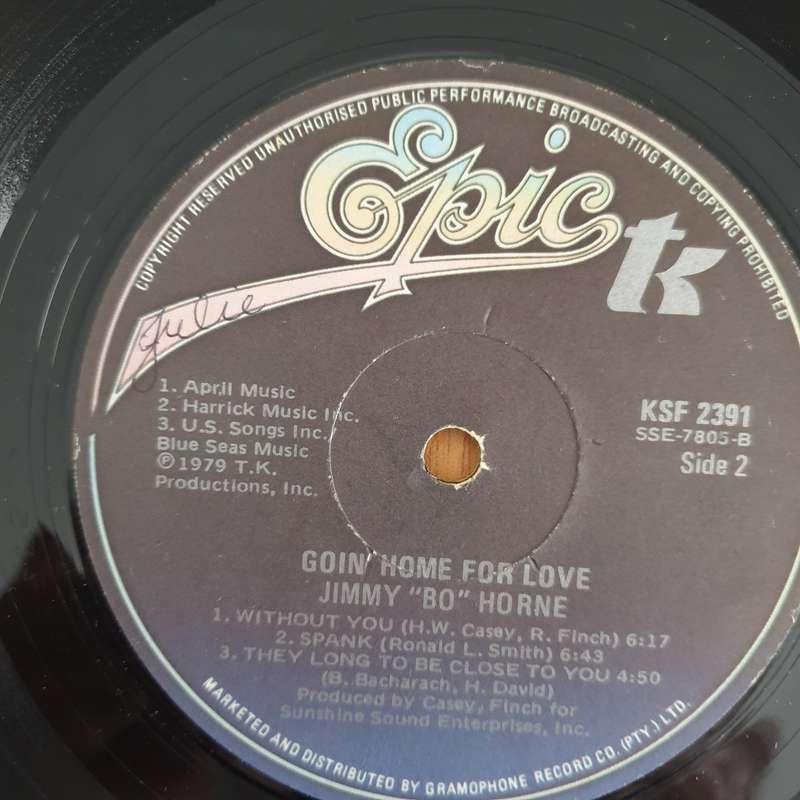 COPYRIGHT RESERVED UNAUTHORISED PUBLIC PERFORMANCE BROADCASTING AND COPYING PROHIBITED
Epic
tk
Julie
1. April Music
2. Harrick Music Inc.
3. U.S. Songs Inc.
Blue Seas Music
℗1979 T.K.
Productions, Inc.
KSF 2391
SSE-7805-B
Side 2
GOIN' HOME FOR LOVE
JIMMY "BO" HORNE
1. WITHOUT YOU (H.W. Casey, R. Finch) 6:17
2. SPANK (Ronald L. Smith) 6:43
3. THEY LONG TO BE CLOSE TO YOU 4:50
(B. Bacharach, H. David)
Produced by Casey, Finch for
Sunshine Sound Enterprises, Inc.
MARKETED AND DISTRIBUTED BY GRAMOPHONE RECORD CO. (PTY.) LTD.